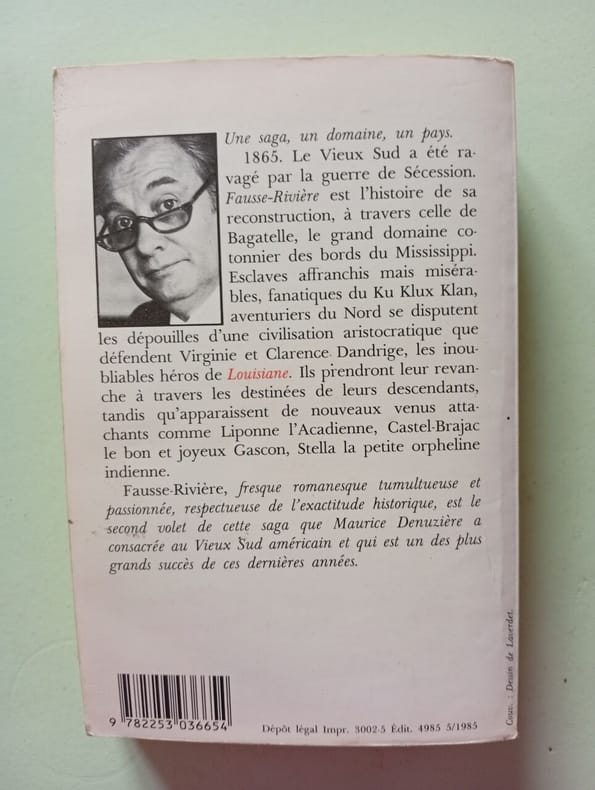 Une saga, un domaine, un pays.
1865. Le Vieux Sud a été ra-
vagé par la guerre de Sécession.
Fausse-Rivière est l'histoire de sa
reconstruction, à travers celle de
Bagatelle, le grand domaine co-
tonnier des bords du Mississippi.
Esclaves affranchis mais miséra-
bles, fanatiques du Ku Klux Klan,
aventuriers du Nord se disputent
les dépouilles d'une civilisation aristocratique que
défendent Virginie et Clarence Dandrige, les inou-
bliables héros de Louisiane. Ils prendront leur revan-
che à travers les destinées de leurs descendants,
tandis qu'apparaissent de nouveaux venus atta-
chants comme Liponne l'Acadienne, Castel-Brajac
le bon et joyeux Gascon, Stella la petite orpheline
indienne.
Fausse-Rivière, fresque romanesque tumultueuse et
passionnée, respectueuse de l'exactitude historique, est le
second volet de cette saga que Maurice Denuzière a
consacrée au Vieux Sud américain et qui est un des plus
grands succès de ces dernières années.
Couv. : Dessin de Laverdet.
9 782253 036654
Dépôt légal Impr. 3002-5 Édit. 4985 5/1985